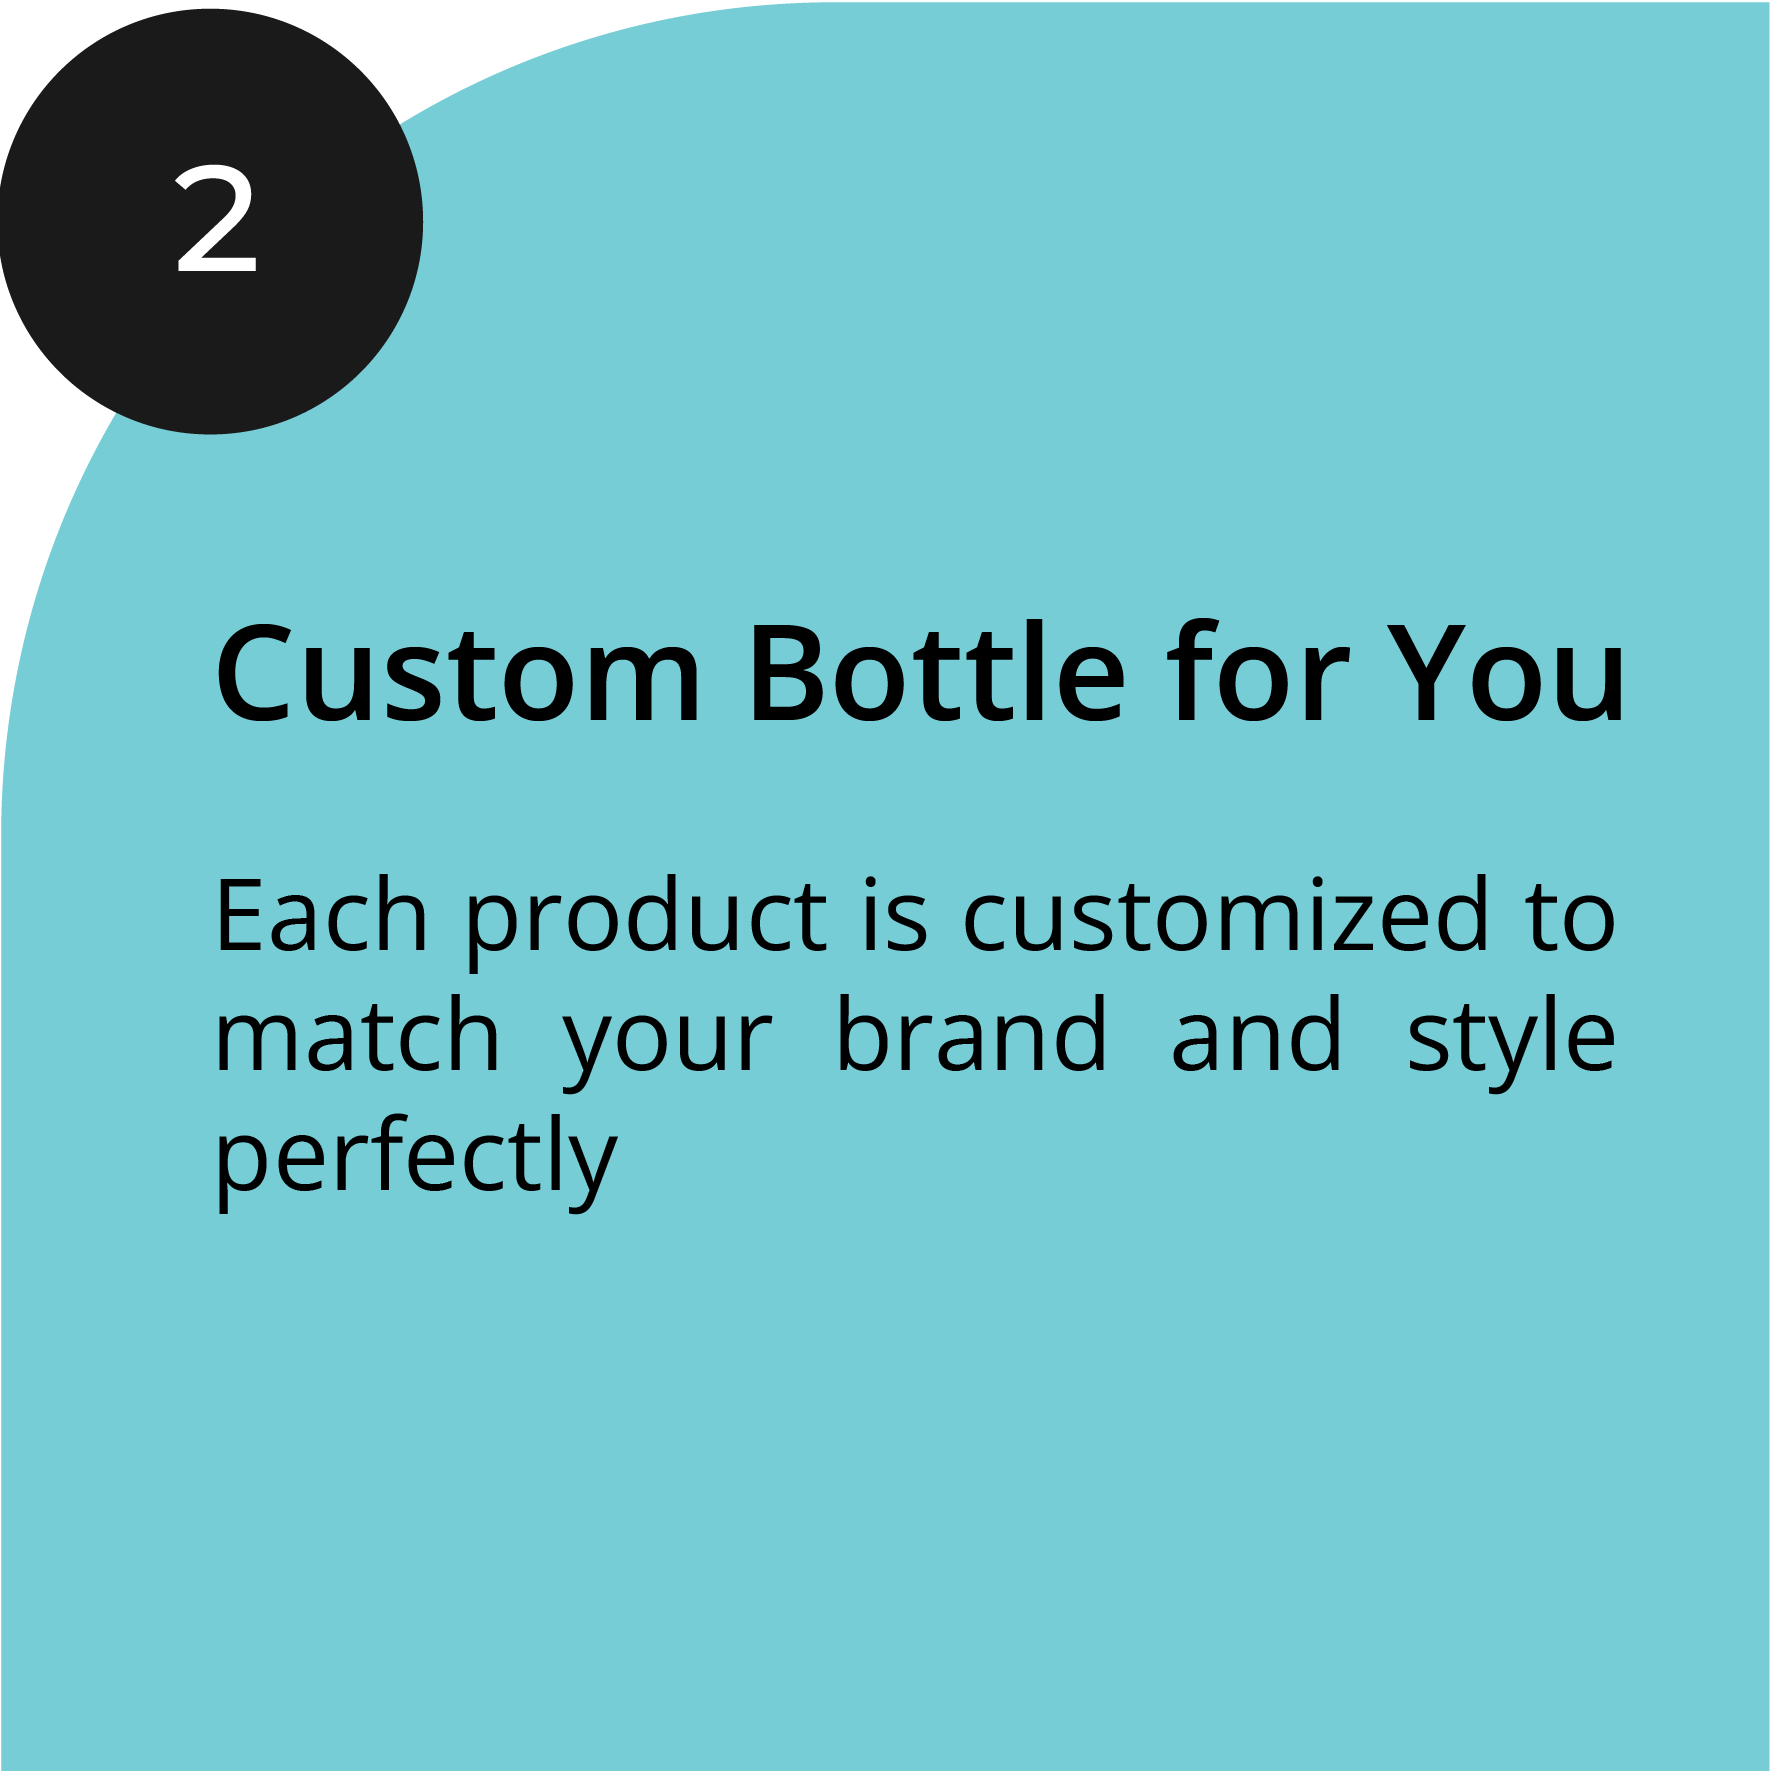 2
Custom Bottle for You
Each product is customized to
match your brand and style
perfectly